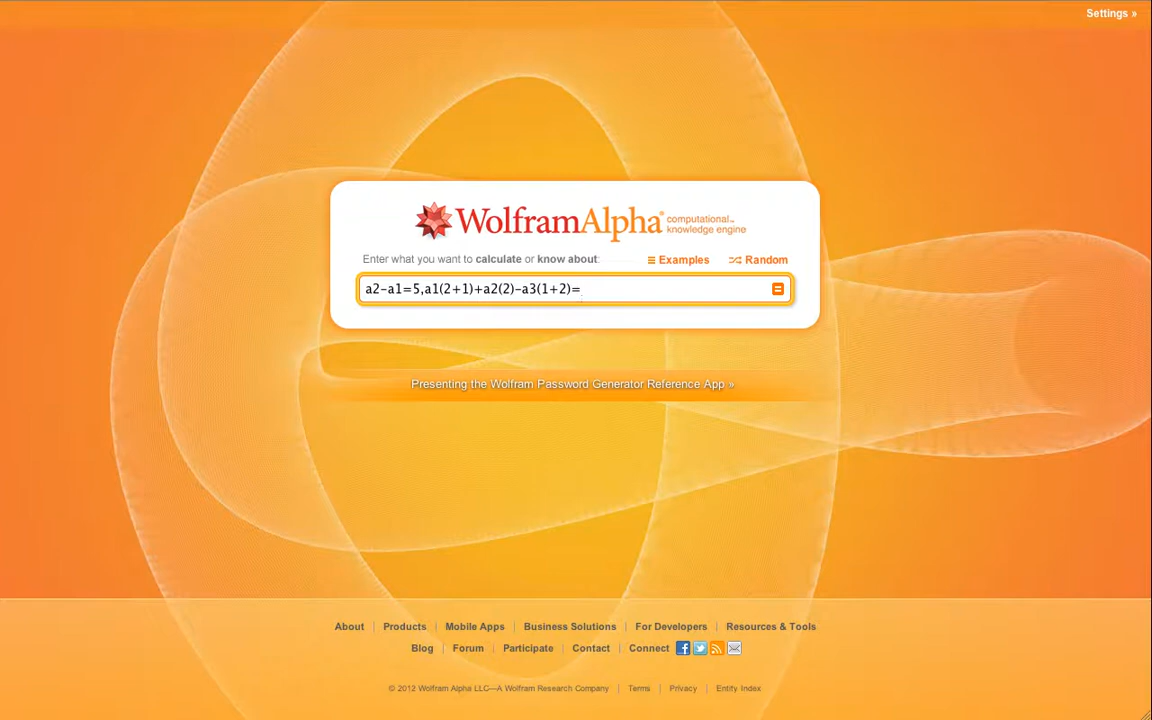 Settings »
WolframAlpha® computational™ knowledge engine
Enter what you want to calculate or know about:
Examples
Random
a2-a1=5,a1(2+1)+a2(2)-a3(1+2)=
Presenting the Wolfram Password Generator Reference App »
About | Products | Mobile Apps | Business Solutions | For Developers | Resources & Tools
Blog | Forum | Participate | Contact | Connect
© 2012 Wolfram Alpha LLC—A Wolfram Research Company | Terms | Privacy | Entity Index